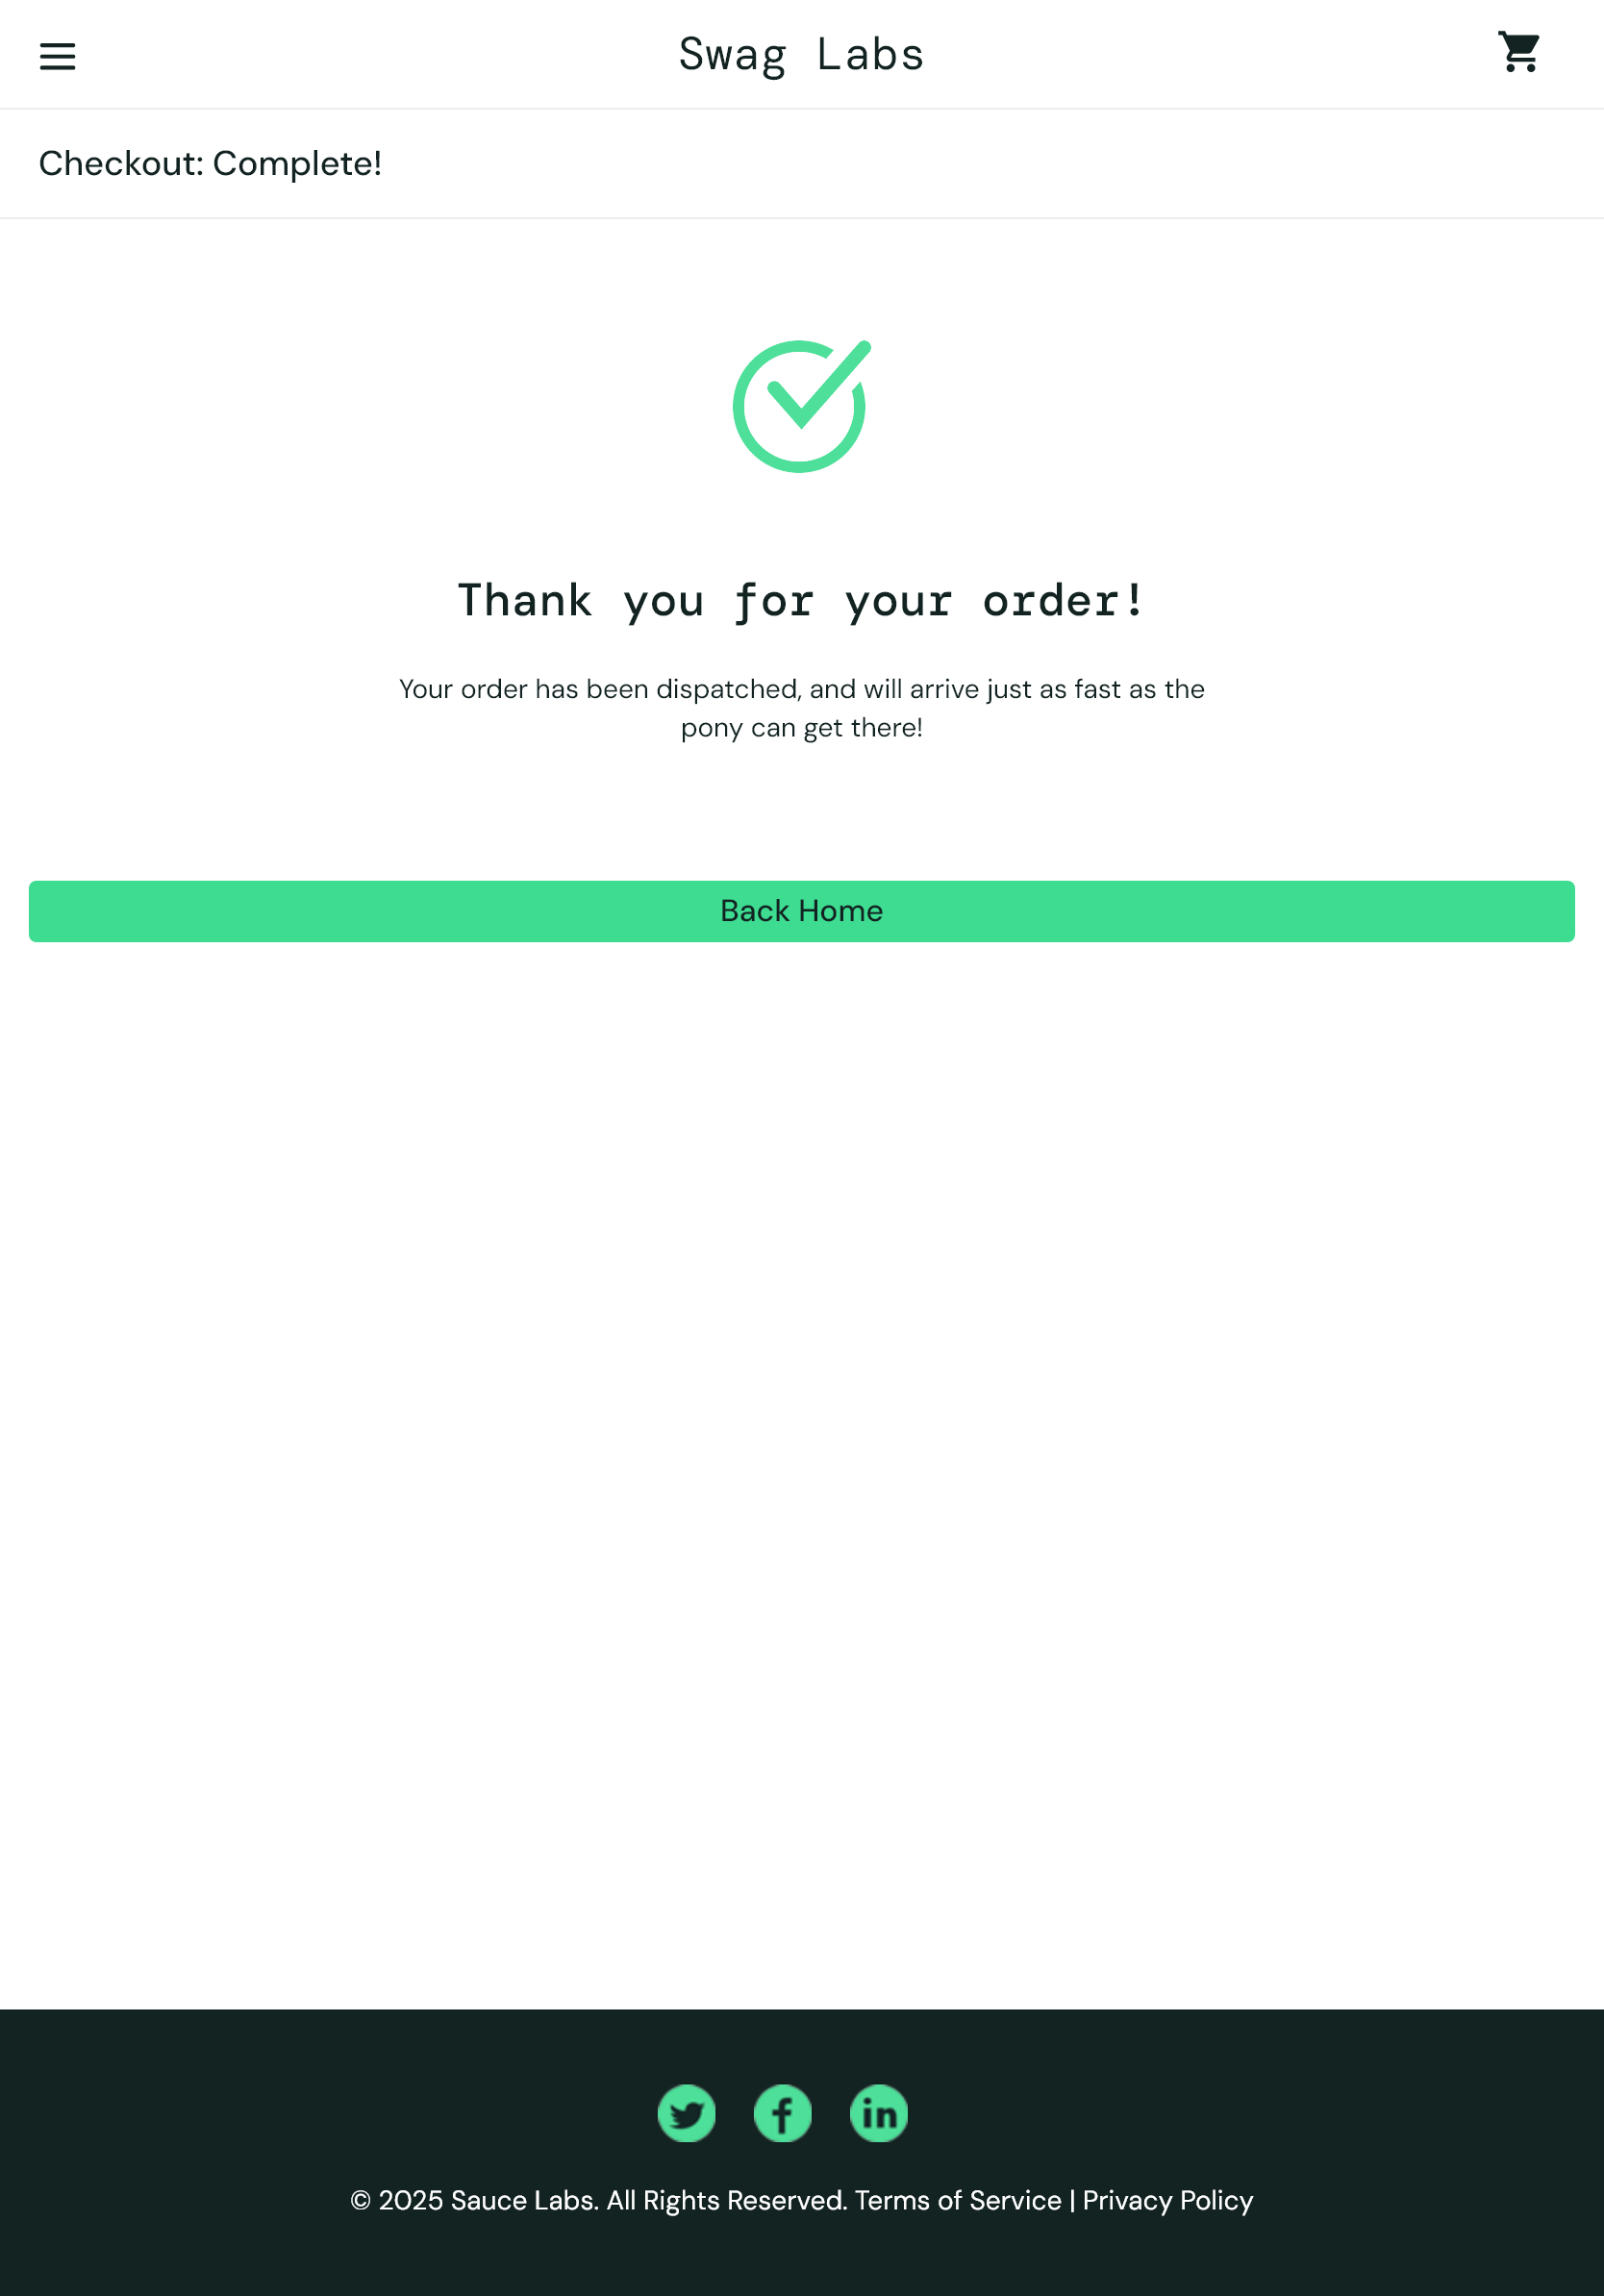 Swag Labs
Checkout: Complete!
Thank you for your order!
Your order has been dispatched, and will arrive just as fast as the
pony can get there!
Back Home
© 2025 Sauce Labs. All Rights Reserved. Terms of Service | Privacy Policy